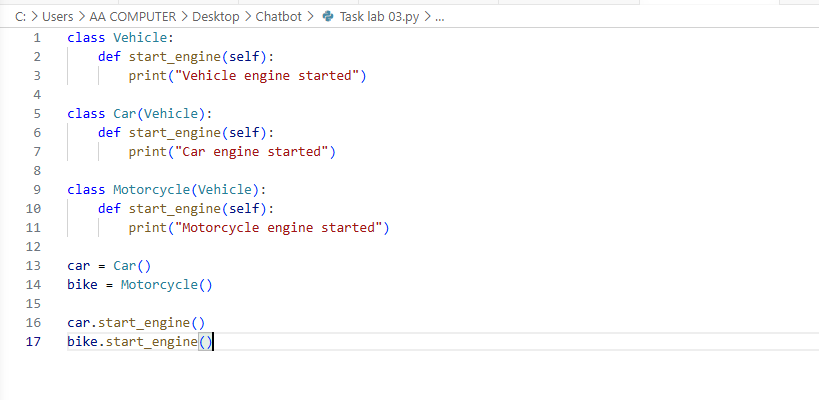 C: > Users > AA COMPUTER > Desktop > Chatbot > Task lab 03.py > ...
1 class Vehicle:
2     def start_engine(self):
3         print("Vehicle engine started")
4
5 class Car(Vehicle):
6     def start_engine(self):
7         print("Car engine started")
8
9 class Motorcycle(Vehicle):
10     def start_engine(self):
11         print("Motorcycle engine started")
12
13 car = Car()
14 bike = Motorcycle()
15
16 car.start_engine()
17 bike.start_engine()